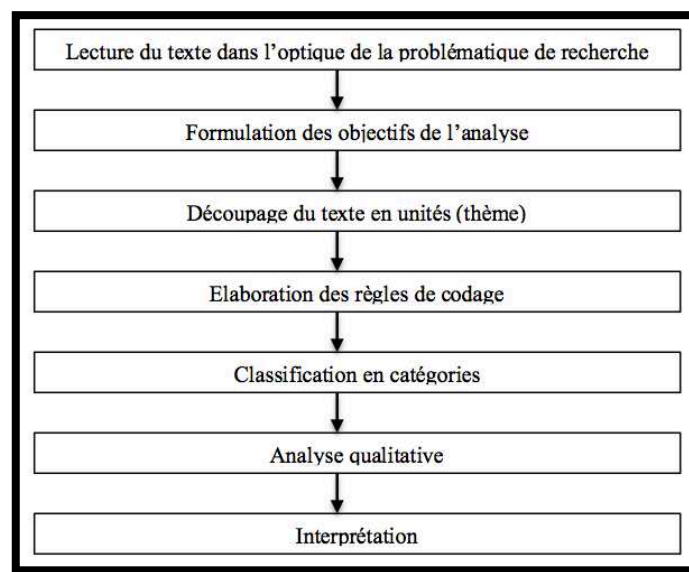 Lecture du texte dans l’optique de la problématique de recherche
Formulation des objectifs de l’analyse
Découpage du texte en unités (thème)
Elaboration des règles de codage
Classification en catégories
Analyse qualitative
Interprétation